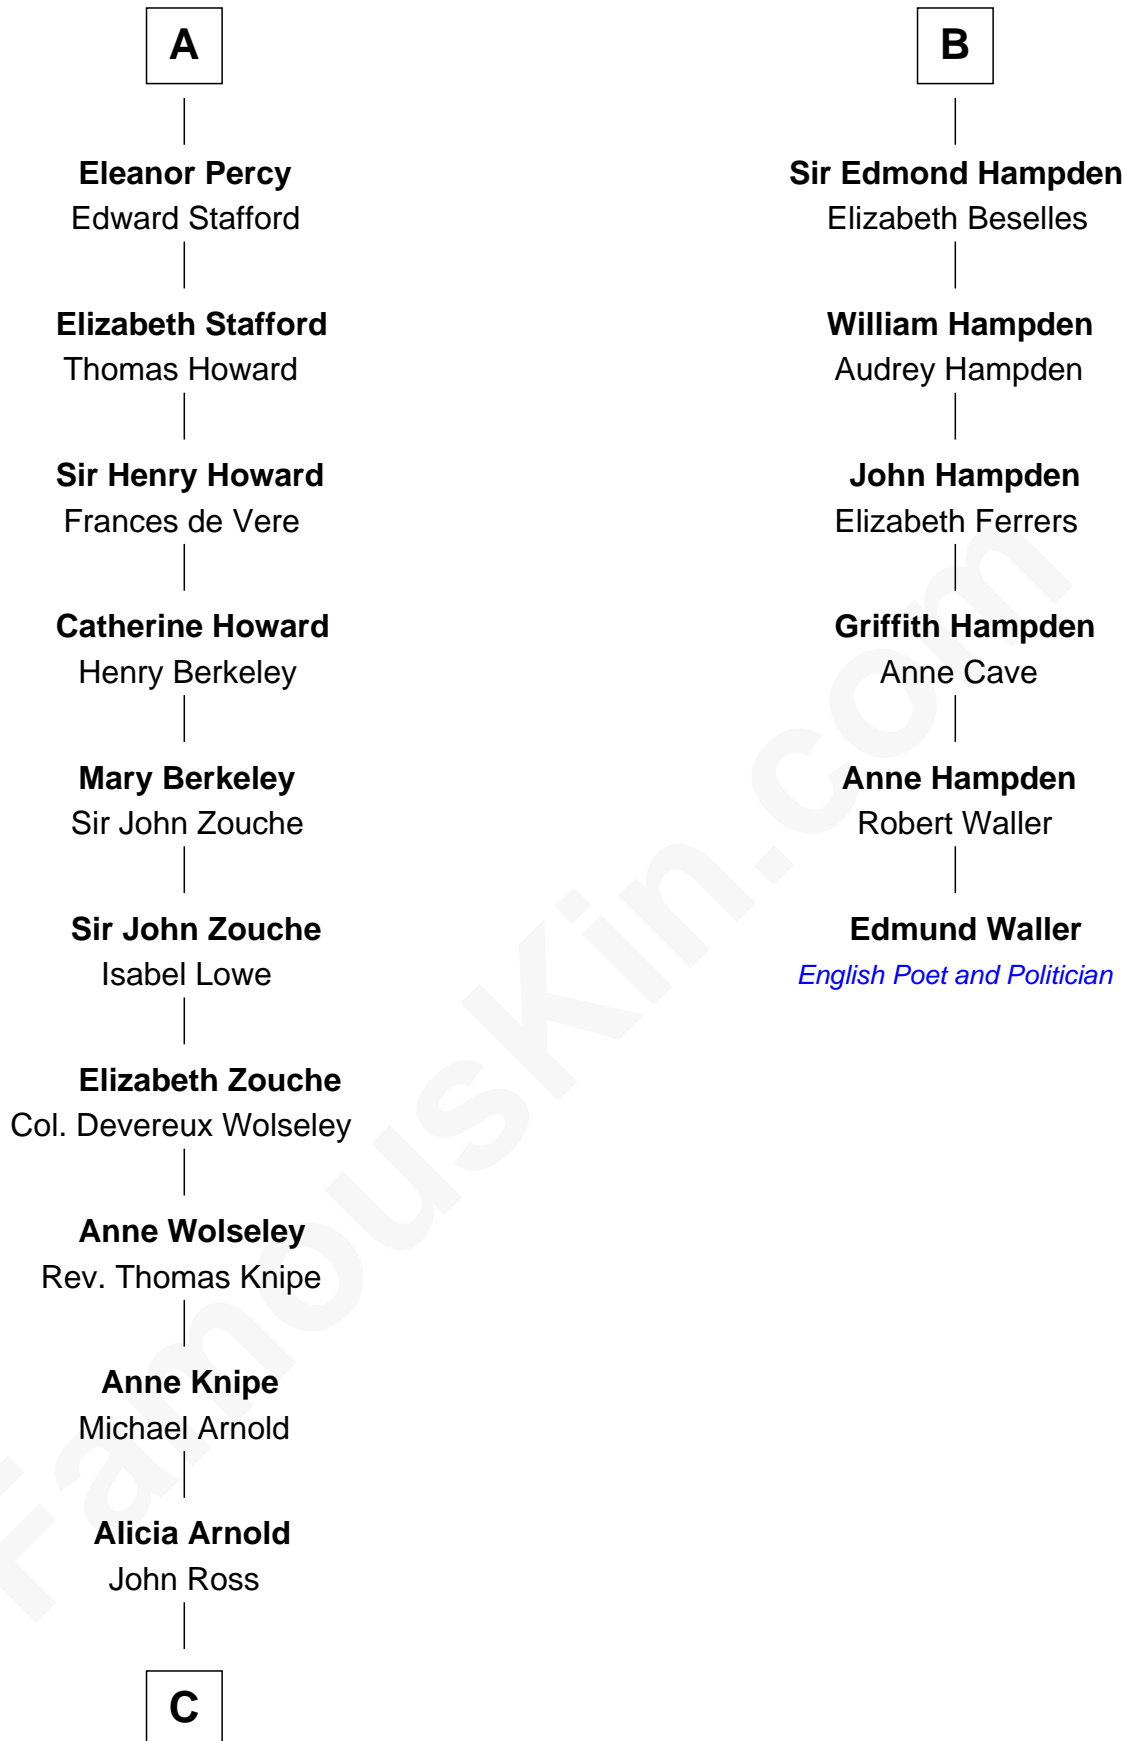 A
Eleanor Percy
Edward Stafford
Elizabeth Stafford
Thomas Howard
Sir Henry Howard
Frances de Vere
Catherine Howard
Henry Berkeley
Mary Berkeley
Sir John Zouche
Sir John Zouche
Isabel Lowe
Elizabeth Zouche
Col. Devereux Wolseley
Anne Wolseley
Rev. Thomas Knipe
Anne Knipe
Michael Arnold
Alicia Arnold
John Ross
C
B
Sir Edmond Hampden
Elizabeth Beselles
William Hampden
Audrey Hampden
John Hampden
Elizabeth Ferrers
Griffith Hampden
Anne Cave
Anne Hampden
Robert Waller
Edmund Waller
English Poet and Politician
FamousKin.com